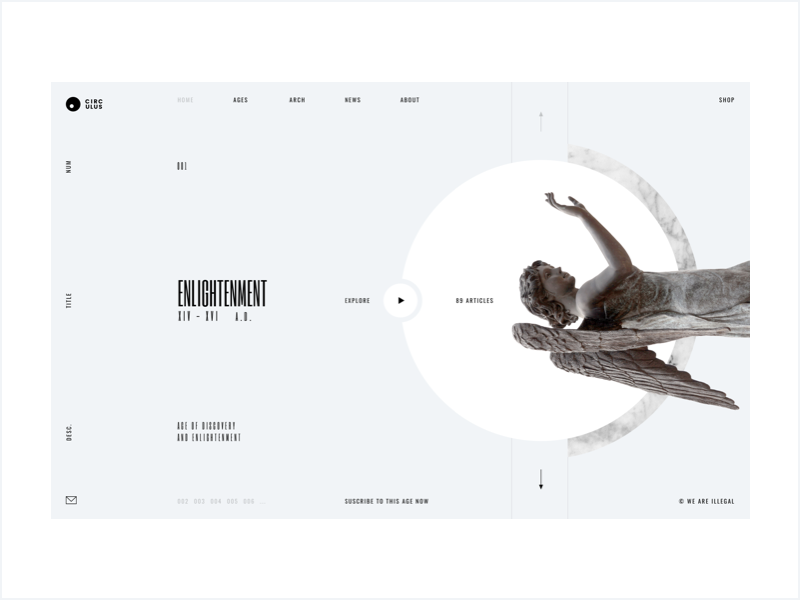 CIRC
ULUS
HOME AGES ARCH NEWS ABOUT SHOP
NUM
001
TITLE
ENLIGHTENMENT
XIV - XVI A.D.
EXPLORE
89 ARTICLES
DESC.
AGE OF DISCOVERY
AND ENLIGHTENMENT
002 003 004 005 006 ...
SUSCRIBE TO THIS AGE NOW
© WE ARE ILLEGAL